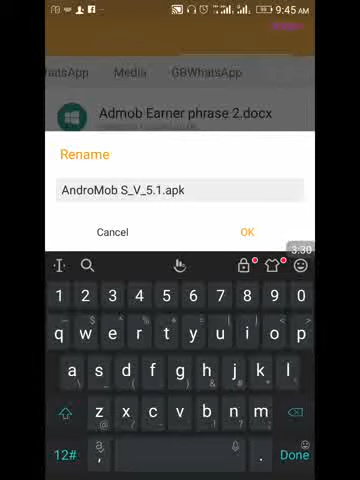 9:45 AM
hatsApp Media GBWhatsApp
Admob Earner phrase 2.docx
Rename
AndroMob S_V_5.1.apk
Cancel OK
3:30
1 2 3 4 5 6 7 8 9 0
q w e r t y u i o p
a s d f g h j k l
z x c v b n m
12# , . Done